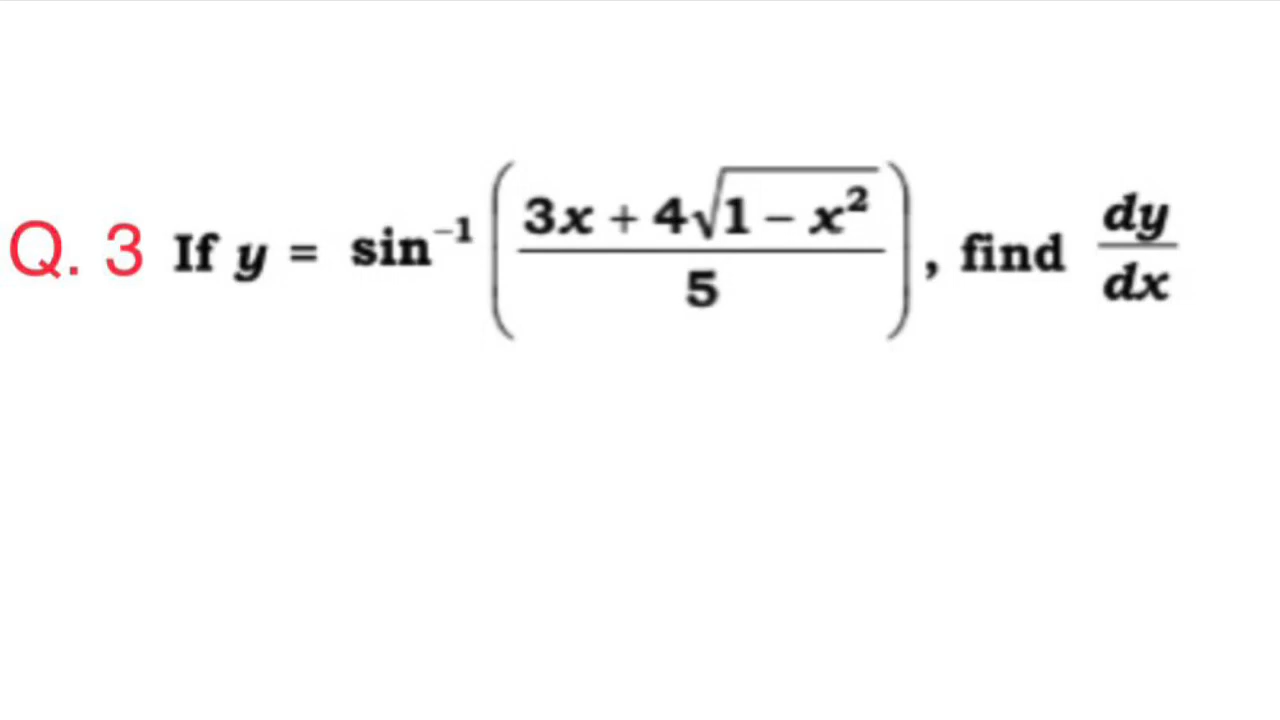 Q. 3 If y = sin⁻¹ ( (3x + 4√(1 − x²)) / 5 ), find dy/dx